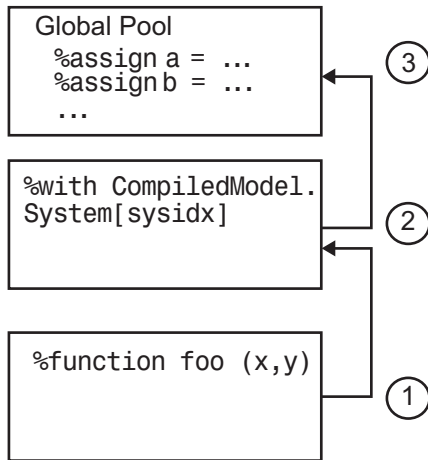 Global Pool
%assign a = ...
%assign b = ...
...
3
%with CompiledModel.
System[sysidx]
2
%function foo (x,y)
1